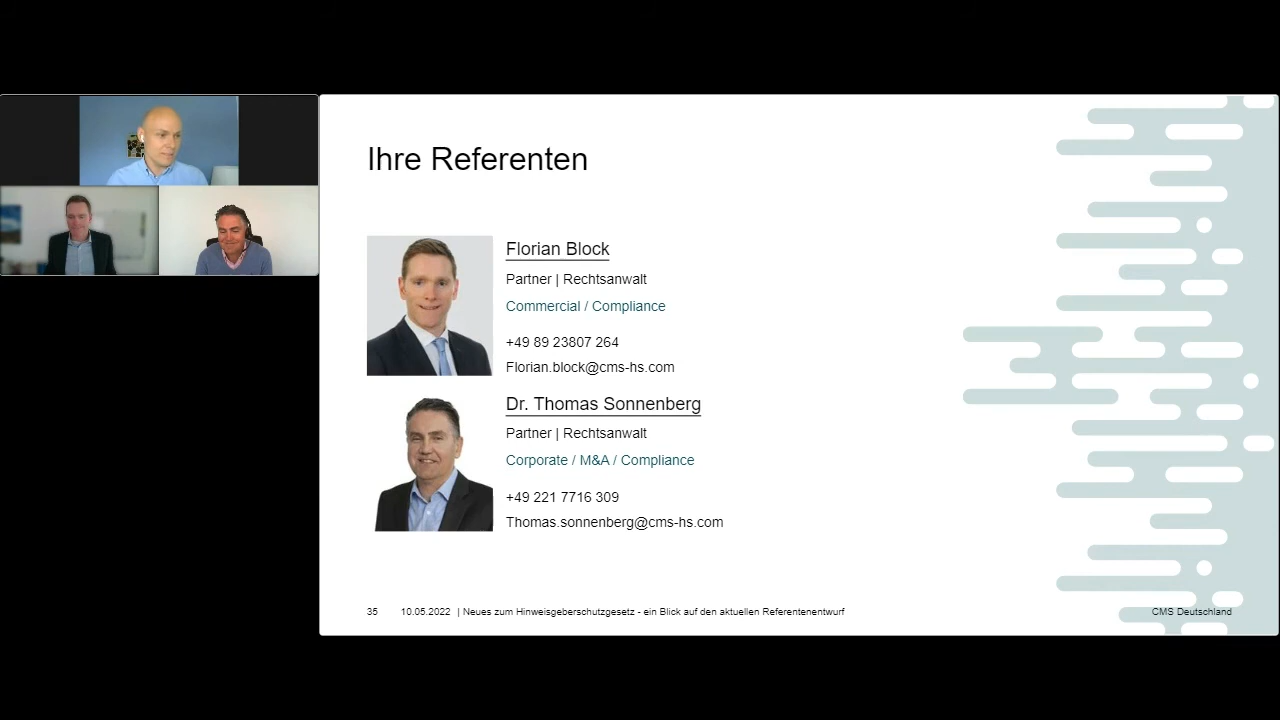 Ihre Referenten
Florian Block
Partner | Rechtsanwalt
Commercial / Compliance
+49 89 23807 264
Florian.block@cms-hs.com
Dr. Thomas Sonnenberg
Partner | Rechtsanwalt
Corporate / M&A / Compliance
+49 221 7716 309
Thomas.sonnenberg@cms-hs.com
35 10.05.2022 | Neues zum Hinweisgeberschutzgesetz - ein Blick auf den aktuellen Referentenentwurf CMS Deutschland